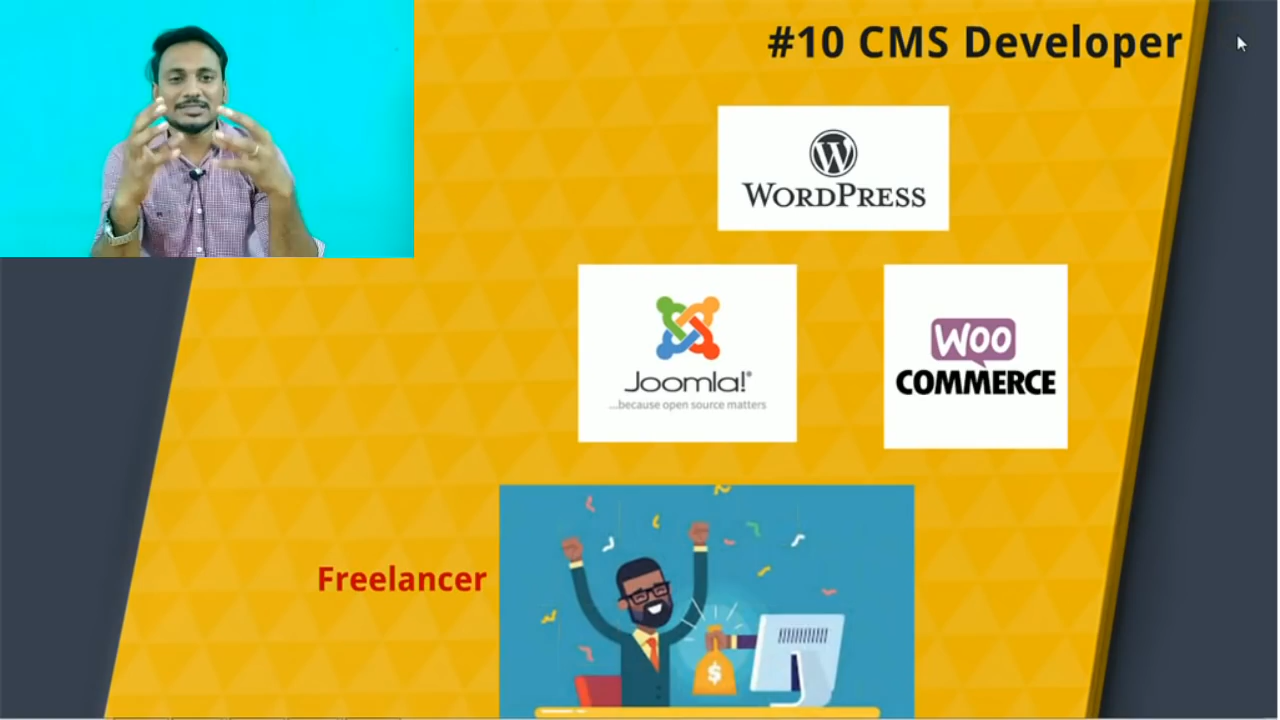 #10 CMS Developer
WORDPRESS
Joomla!®
...because open source matters
WOO
COMMERCE
Freelancer
$